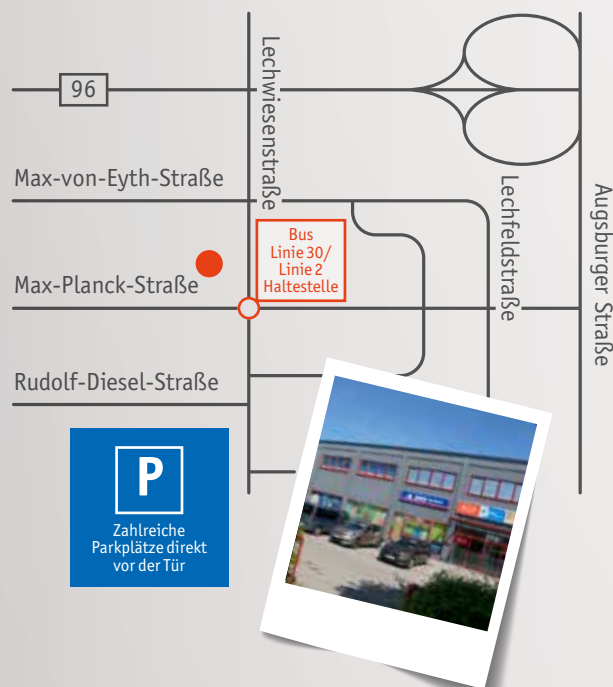 96
Lechwiesenstraße
Max-von-Eyth-Straße
Lechfeldstraße
Augsburger Straße
Bus
Linie 30/
Linie 2
Haltestelle
Max-Planck-Straße
Rudolf-Diesel-Straße
P
Zahlreiche
Parkplätze direkt
vor der Tür